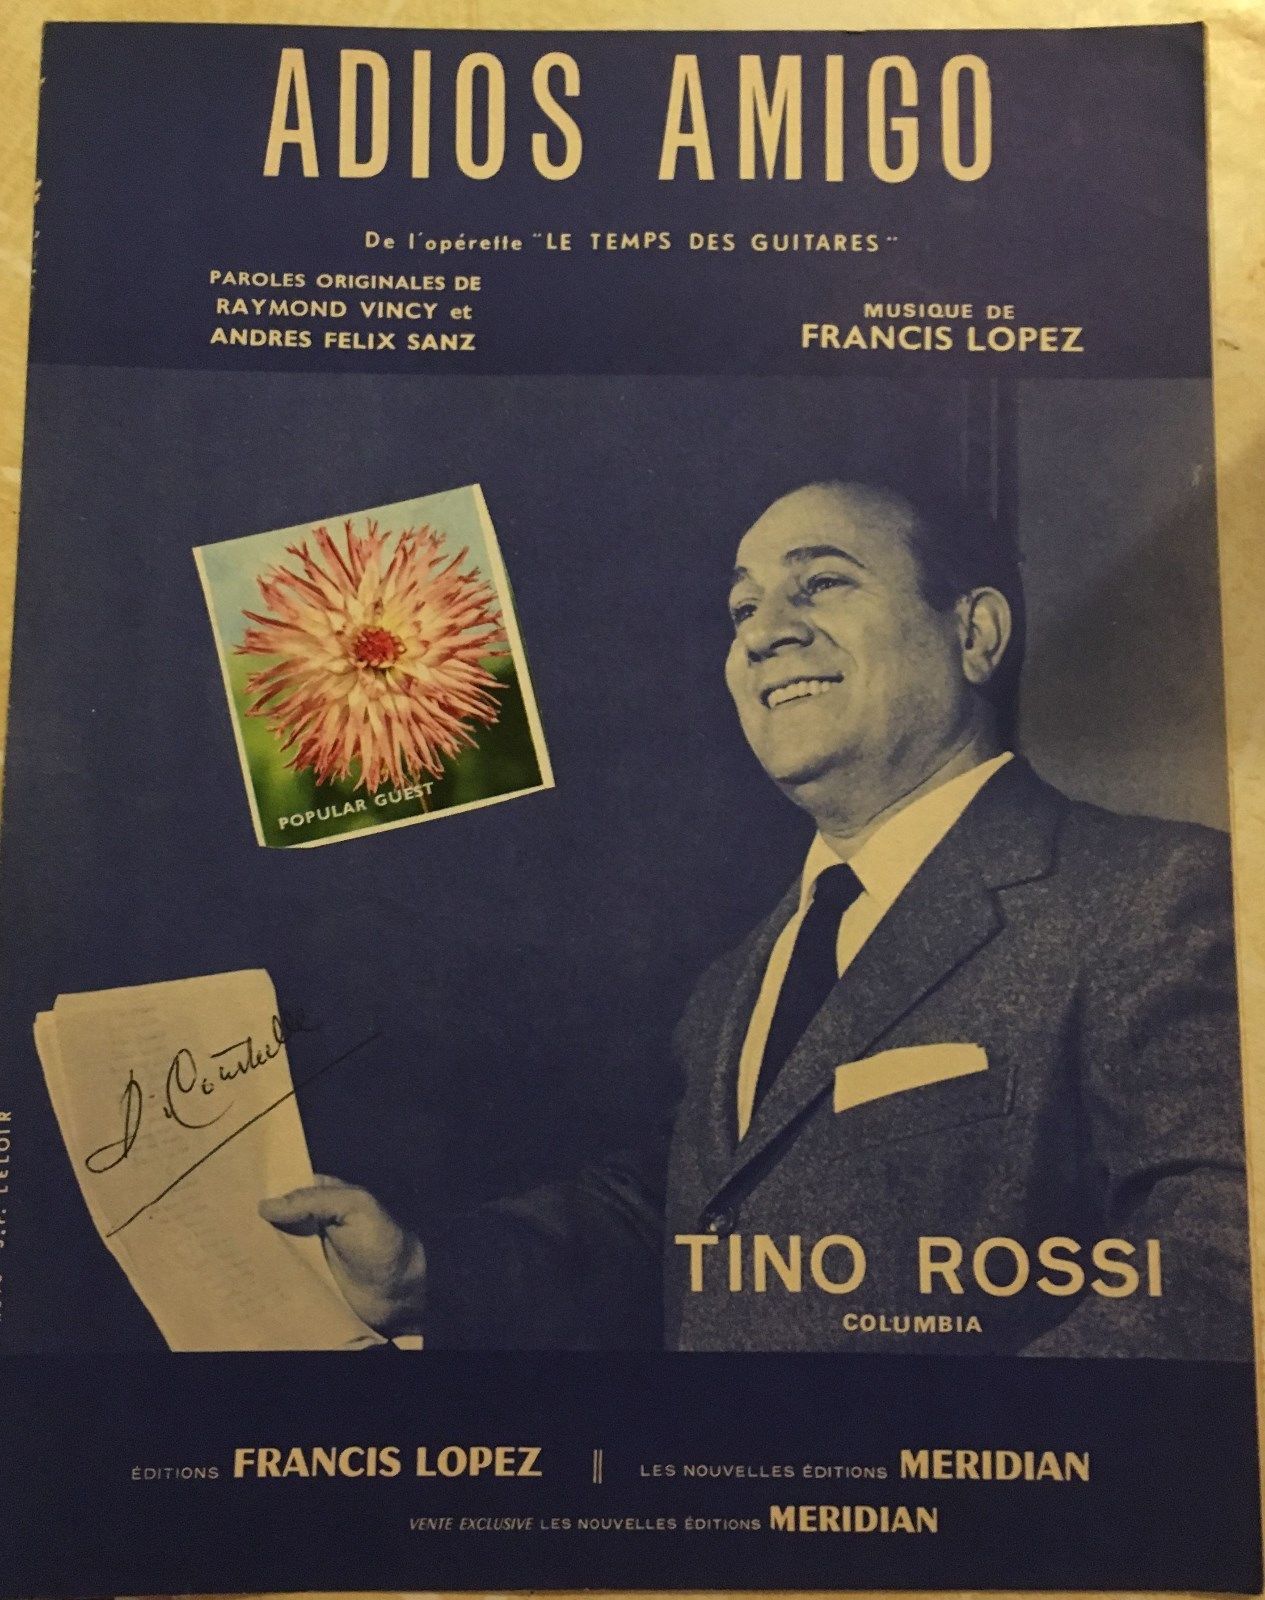 ADIOS AMIGO
De l'opérette "LE TEMPS DES GUITARES"
PAROLES ORIGINALES DE
RAYMOND VINCY et
ANDRES FELIX SANZ
MUSIQUE DE
FRANCIS LOPEZ
POPULAR GUEST
J.P. LELOIR
TINO ROSSI
COLUMBIA
ÉDITIONS FRANCIS LOPEZ || LES NOUVELLES ÉDITIONS MERIDIAN
VENTE EXCLUSIVE LES NOUVELLES ÉDITIONS MERIDIAN